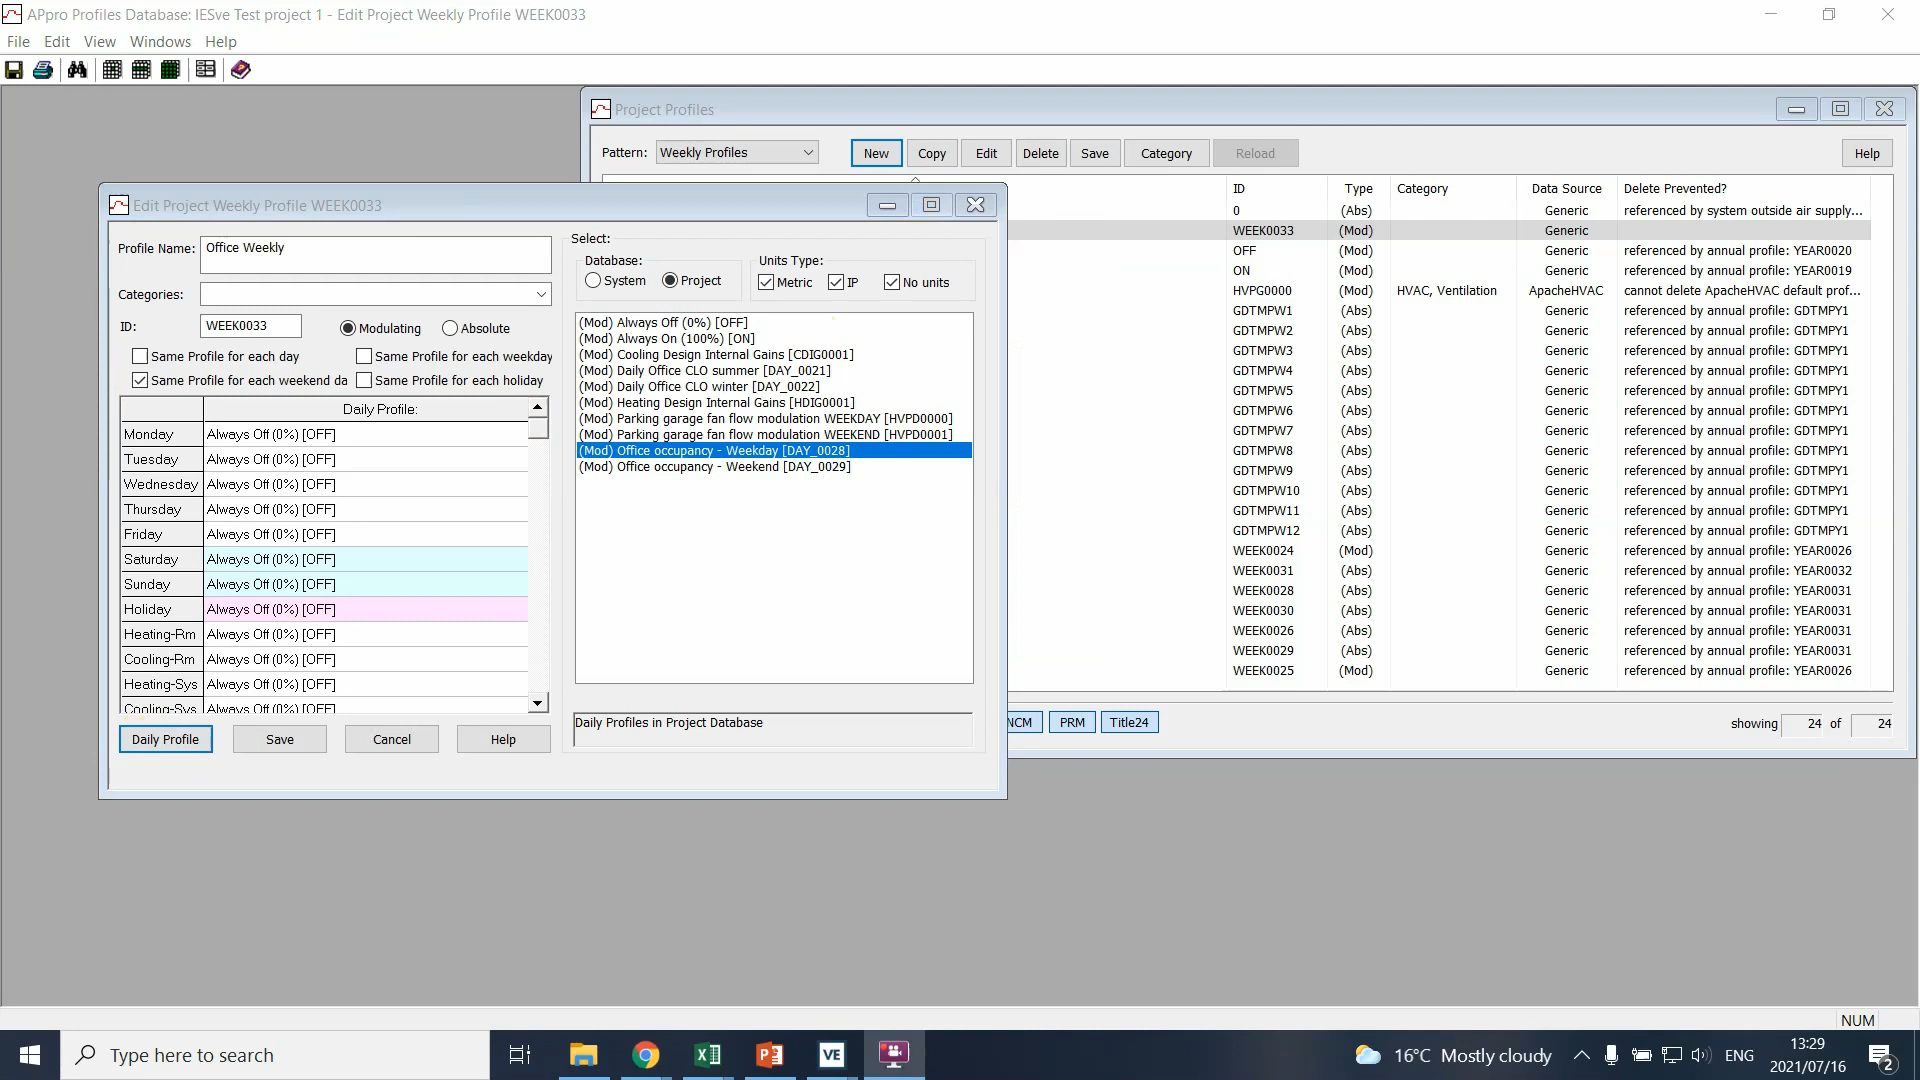 APpro Profiles Database: IESve Test project 1 - Edit Project Weekly Profile WEEK0033
File Edit View Windows Help
Project Profiles
Pattern: Weekly Profiles New Copy Edit Delete Save Category Reload Help
ID Type Category Data Source Delete Prevented?
0 (Abs) Generic referenced by system outside air supply...
WEEK0033 (Mod) Generic
OFF (Mod) Generic referenced by annual profile: YEAR0020
ON (Mod) Generic referenced by annual profile: YEAR0019
HVPG0000 (Mod) HVAC, Ventilation ApacheHVAC cannot delete ApacheHVAC default prof...
GDTMPW1 (Abs) Generic referenced by annual profile: GDTMPY1
GDTMPW2 (Abs) Generic referenced by annual profile: GDTMPY1
GDTMPW3 (Abs) Generic referenced by annual profile: GDTMPY1
GDTMPW4 (Abs) Generic referenced by annual profile: GDTMPY1
GDTMPW5 (Abs) Generic referenced by annual profile: GDTMPY1
GDTMPW6 (Abs) Generic referenced by annual profile: GDTMPY1
GDTMPW7 (Abs) Generic referenced by annual profile: GDTMPY1
GDTMPW8 (Abs) Generic referenced by annual profile: GDTMPY1
GDTMPW9 (Abs) Generic referenced by annual profile: GDTMPY1
GDTMPW10 (Abs) Generic referenced by annual profile: GDTMPY1
GDTMPW11 (Abs) Generic referenced by annual profile: GDTMPY1
GDTMPW12 (Abs) Generic referenced by annual profile: GDTMPY1
WEEK0024 (Mod) Generic referenced by annual profile: YEAR0026
WEEK0031 (Abs) Generic referenced by annual profile: YEAR0032
WEEK0028 (Abs) Generic referenced by annual profile: YEAR0031
WEEK0030 (Abs) Generic referenced by annual profile: YEAR0031
WEEK0026 (Abs) Generic referenced by annual profile: YEAR0031
WEEK0029 (Abs) Generic referenced by annual profile: YEAR0031
WEEK0025 (Mod) Generic referenced by annual profile: YEAR0026
NCM PRM Title24 showing 24 of 24
Edit Project Weekly Profile WEEK0033
Profile Name: Office Weekly
Categories:
ID: WEEK0033 Modulating Absolute
Same Profile for each day Same Profile for each weekday
Same Profile for each weekend da Same Profile for each holiday
Daily Profile:
Monday Always Off (0%) [OFF]
Tuesday Always Off (0%) [OFF]
Wednesday Always Off (0%) [OFF]
Thursday Always Off (0%) [OFF]
Friday Always Off (0%) [OFF]
Saturday Always Off (0%) [OFF]
Sunday Always Off (0%) [OFF]
Holiday Always Off (0%) [OFF]
Heating-Rm Always Off (0%) [OFF]
Cooling-Rm Always Off (0%) [OFF]
Heating-Sys Always Off (0%) [OFF]
Cooling-Sys Always Off (0%) [OFF]
Daily Profile Save Cancel Help
Select:
Database: Units Type:
System Project Metric IP No units
(Mod) Always Off (0%) [OFF]
(Mod) Always On (100%) [ON]
(Mod) Cooling Design Internal Gains [CDIG0001]
(Mod) Daily Office CLO summer [DAY_0021]
(Mod) Daily Office CLO winter [DAY_0022]
(Mod) Heating Design Internal Gains [HDIG0001]
(Mod) Parking garage fan flow modulation WEEKDAY [HVPD0000]
(Mod) Parking garage fan flow modulation WEEKEND [HVPD0001]
(Mod) Office occupancy - Weekday [DAY_0028]
(Mod) Office occupancy - Weekend [DAY_0029]
Daily Profiles in Project Database
NUM
Type here to search
VE
16°C Mostly cloudy ENG
13:29
2021/07/16
2